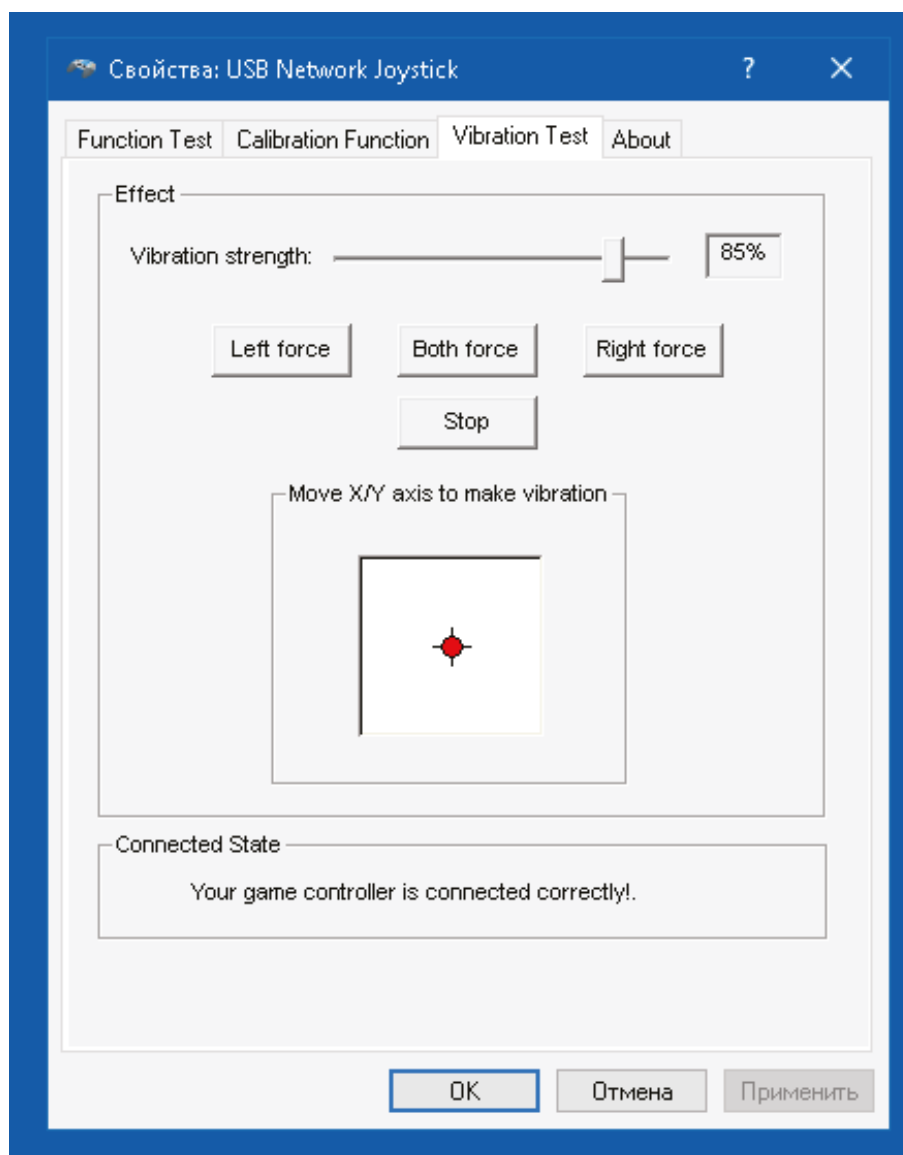 Свойства: USB Network Joystick ? ✕
Function Test Calibration Function Vibration Test About
Effect
Vibration strength: 85%
Left force Both force Right force
Stop
Move X/Y axis to make vibration
Connected State
Your game controller is connected correctly!.
OK Отмена Применить